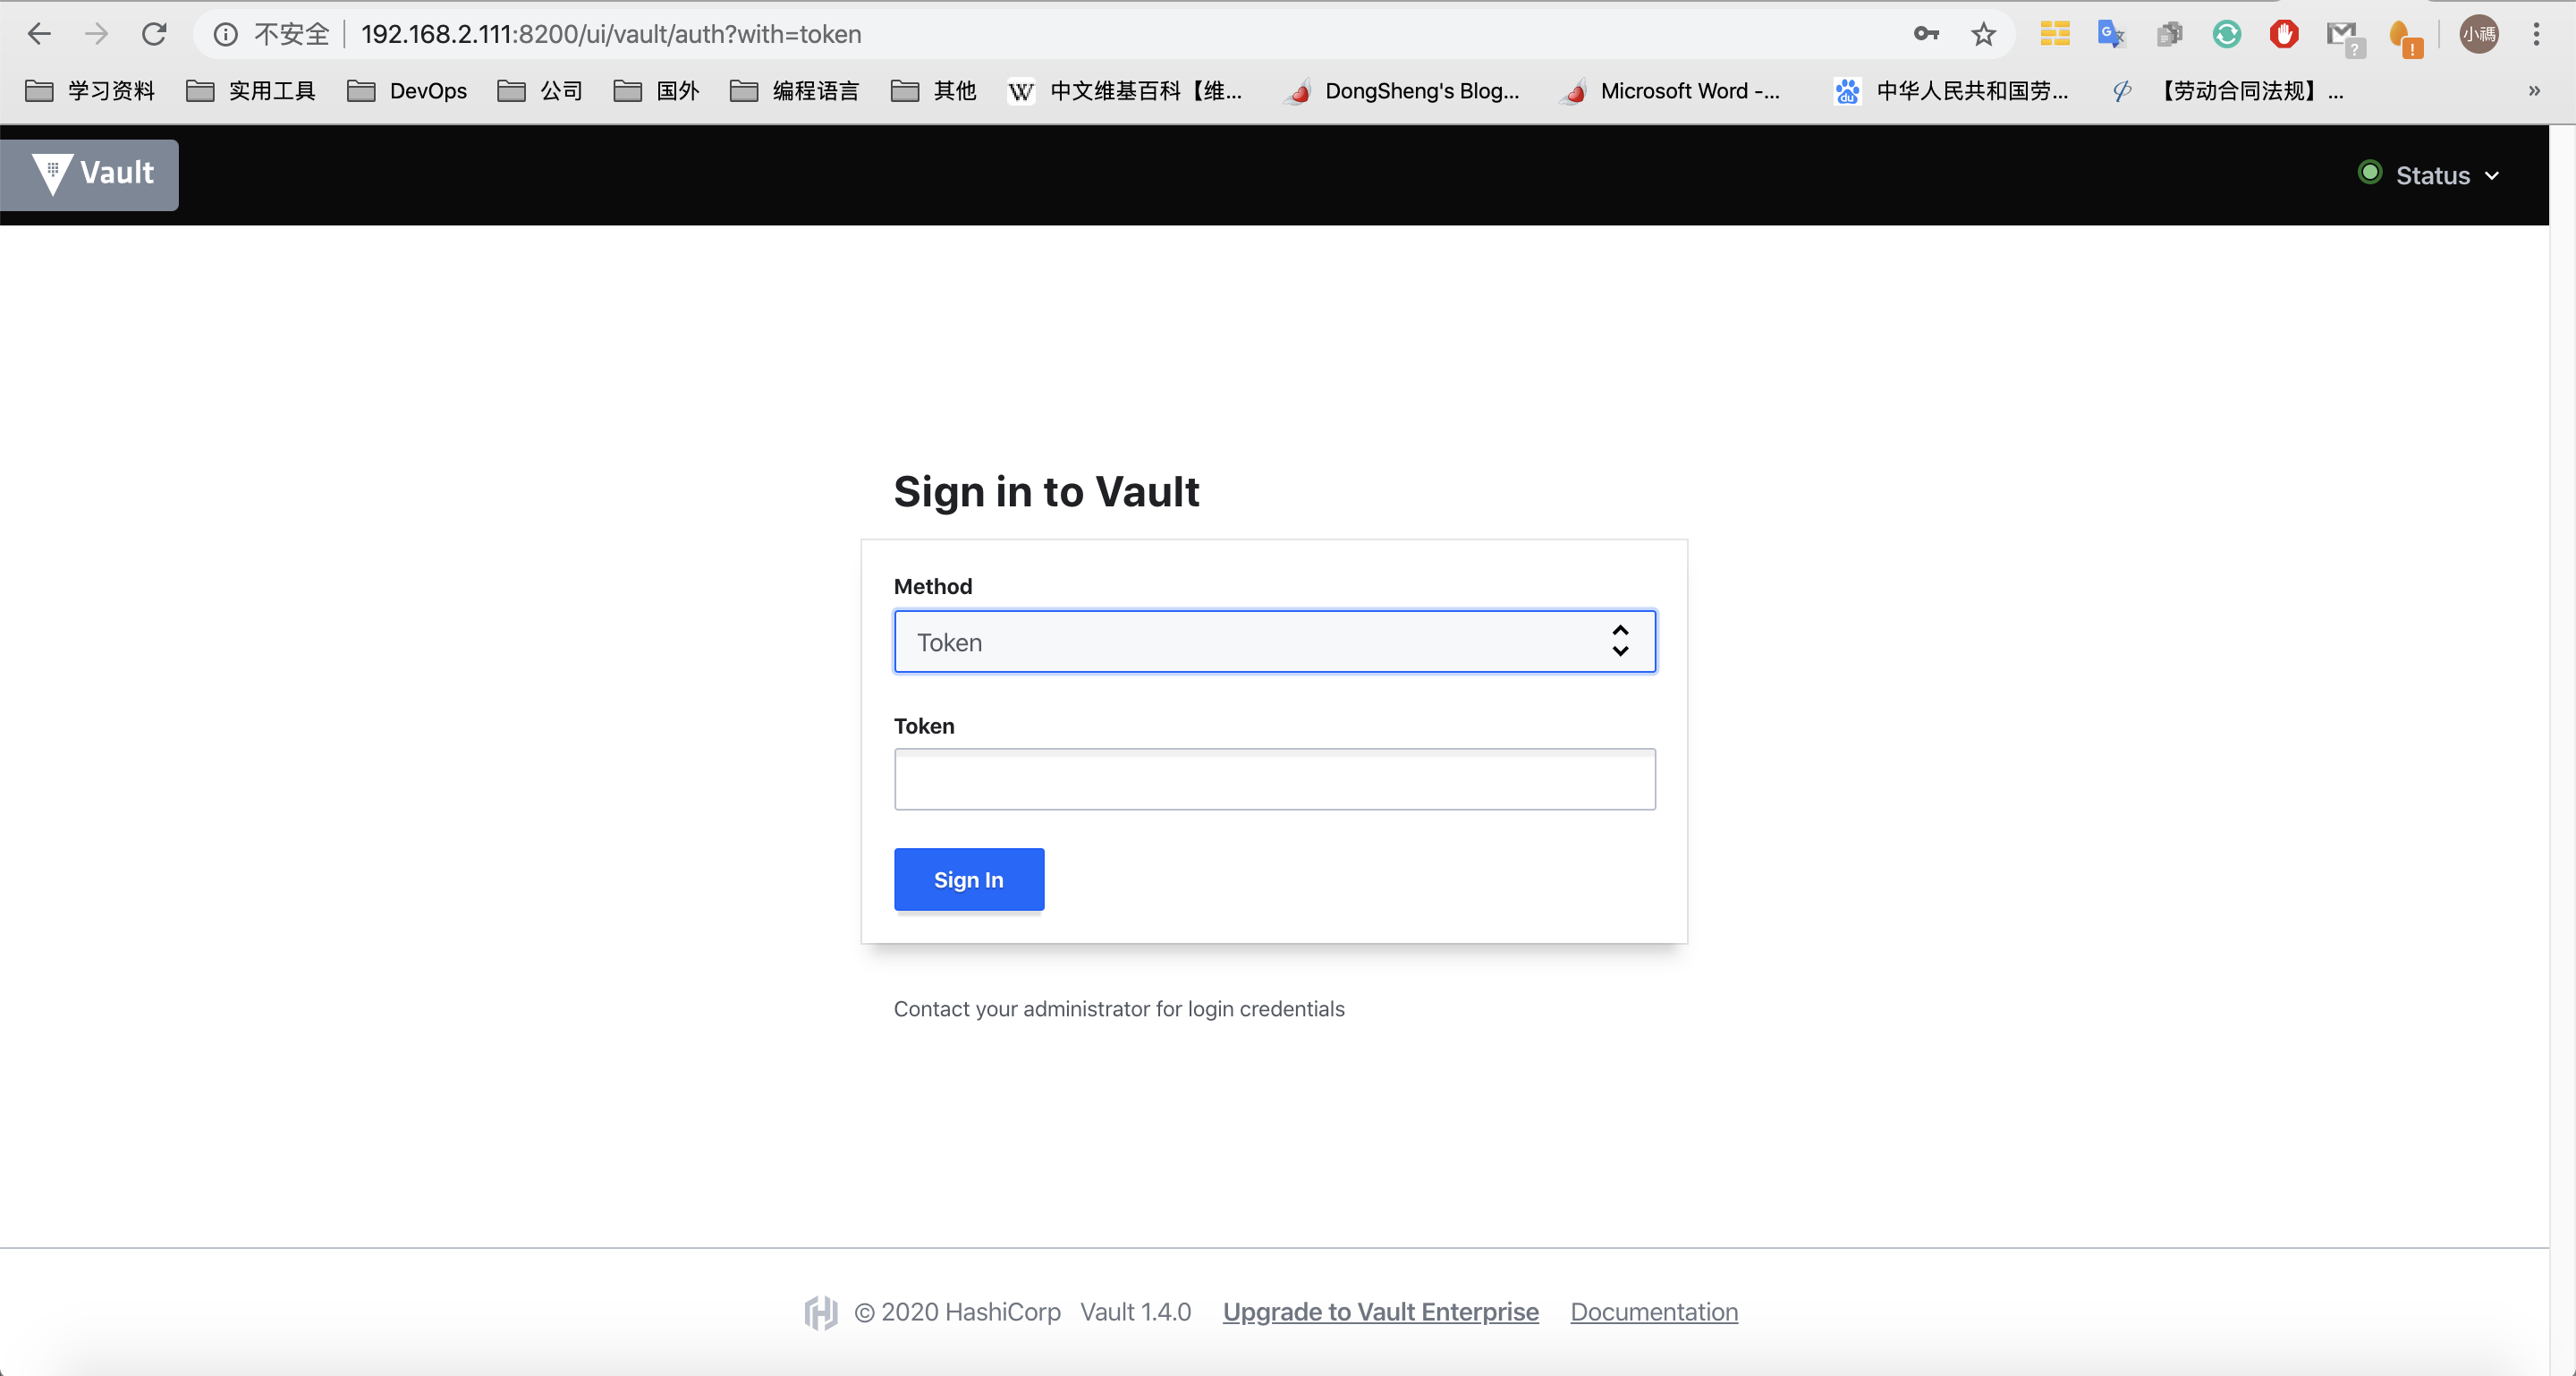 不安全 192.168.2.111:8200/ui/vault/auth?with=token
小禑
学习资料 实用工具 DevOps 公司 国外 编程语言 其他 W 中文维基百科【维... DongSheng's Blog... Microsoft Word -... du 中华人民共和国劳... 【劳动合同法规】... »
Vault
Status
Sign in to Vault
Method
Token
Token
Sign In
Contact your administrator for login credentials
© 2020 HashiCorp Vault 1.4.0 Upgrade to Vault Enterprise Documentation